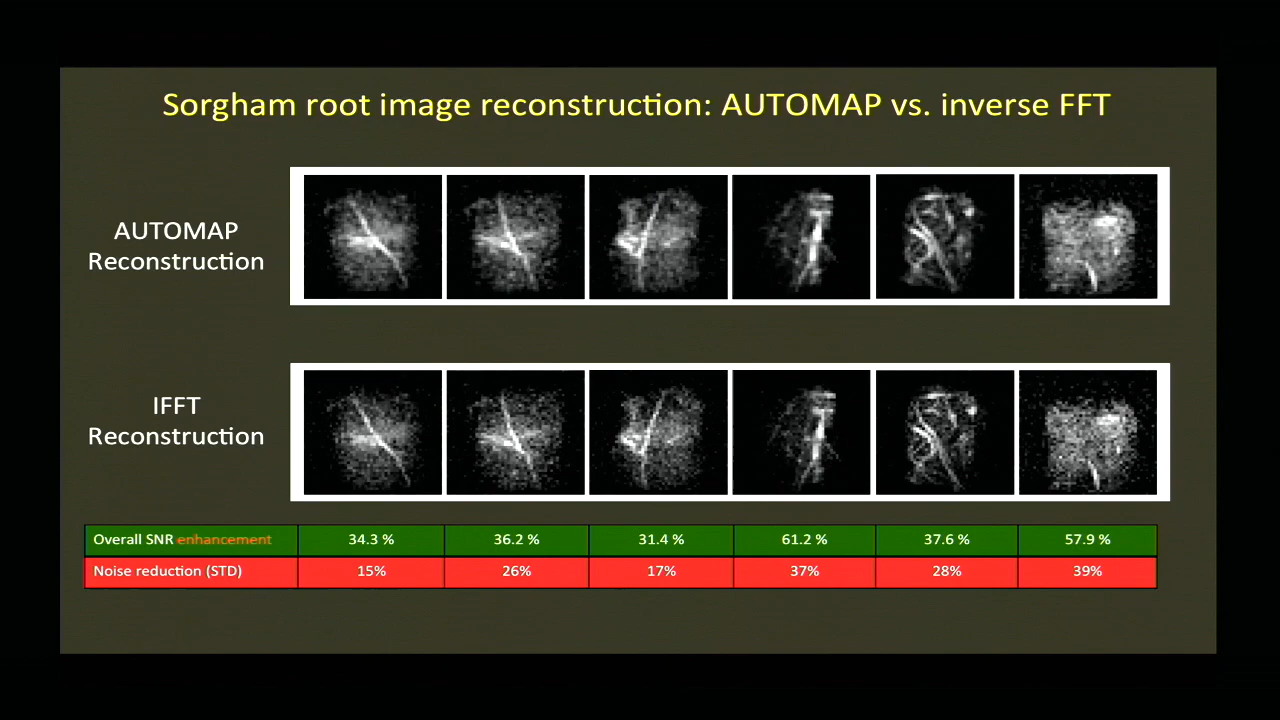 Sorgham root image reconstruction: AUTOMAP vs. inverse FFT
AUTOMAP
Reconstruction
IFFT
Reconstruction
Overall SNR enhancement 34.3 % 36.2 % 31.4 % 61.2 % 37.6 % 57.9 %
Noise reduction (STD) 15% 26% 17% 37% 28% 39%